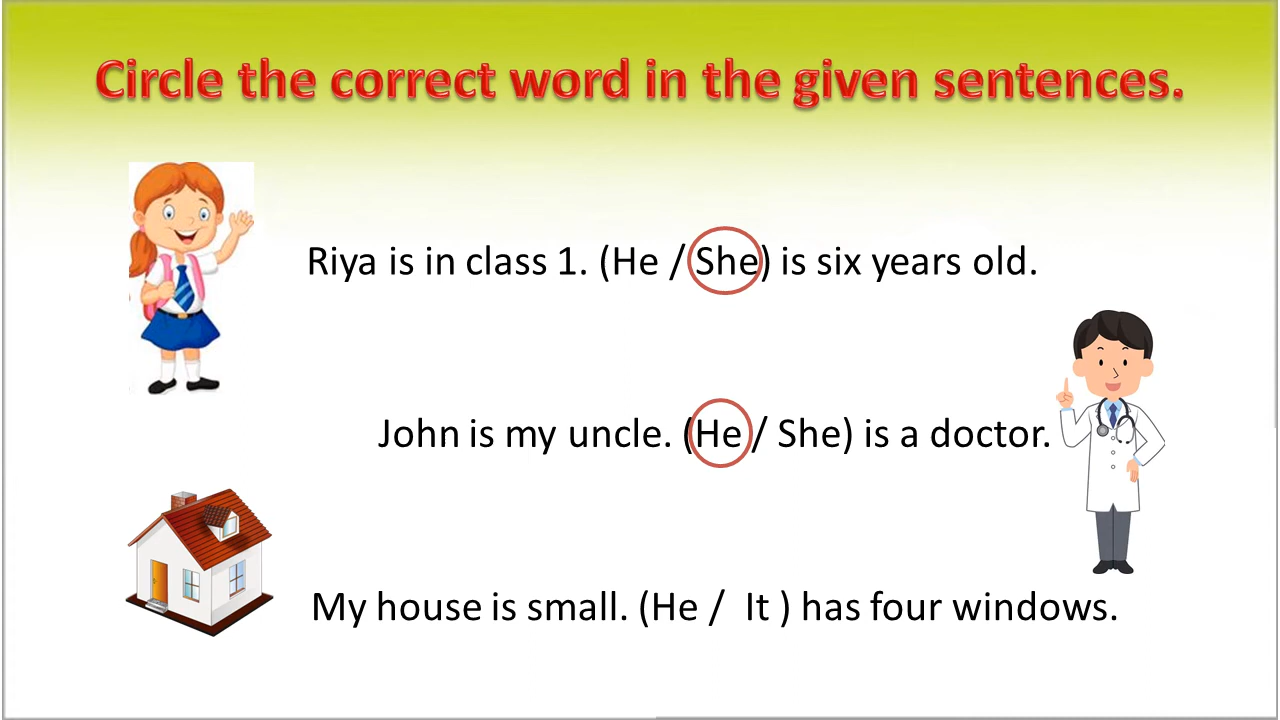 Circle the correct word in the given sentences.
Riya is in class 1. (He / She) is six years old.
John is my uncle. (He / She) is a doctor.
My house is small. (He / It ) has four windows.